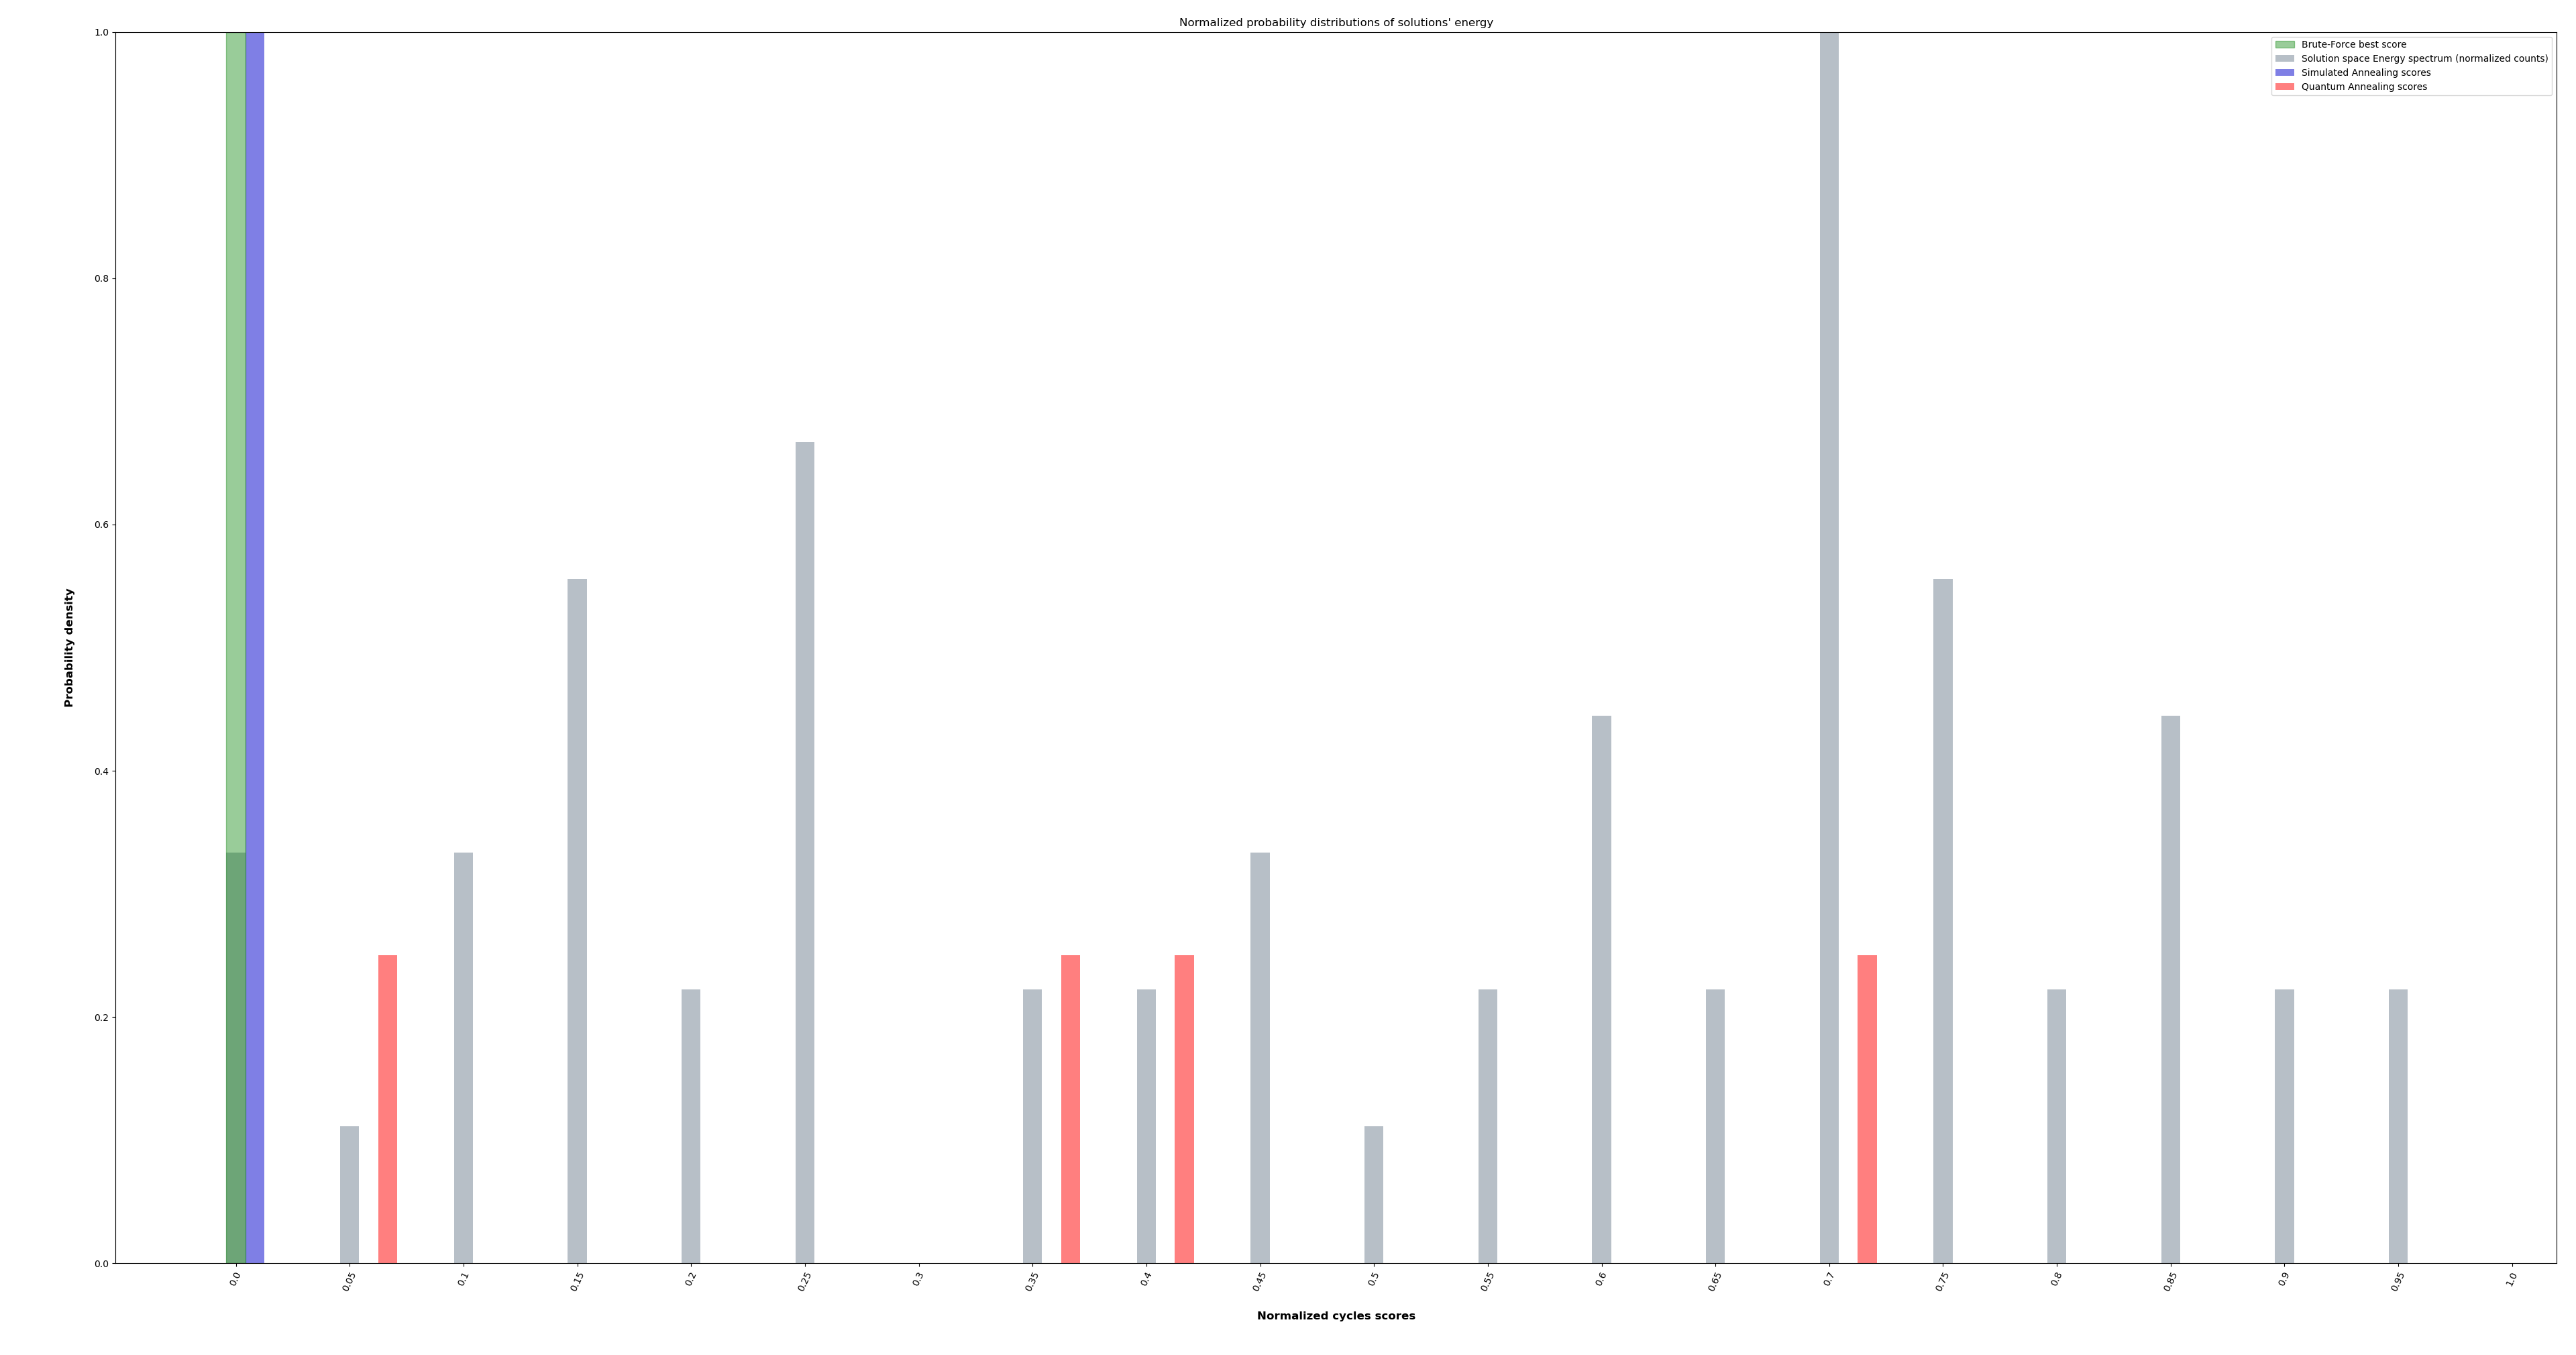 Normalized probability distributions of solutions' energy
Brute-Force best score
Solution space Energy spectrum (normalized counts)
Simulated Annealing scores
Quantum Annealing scores
Probability density
1.0
0.8
0.6
0.4
0.2
0.0
0.0 0.05 0.1 0.15 0.2 0.25 0.3 0.35 0.4 0.45 0.5 0.55 0.6 0.65 0.7 0.75 0.8 0.85 0.9 0.95 1.0
Normalized cycles scores